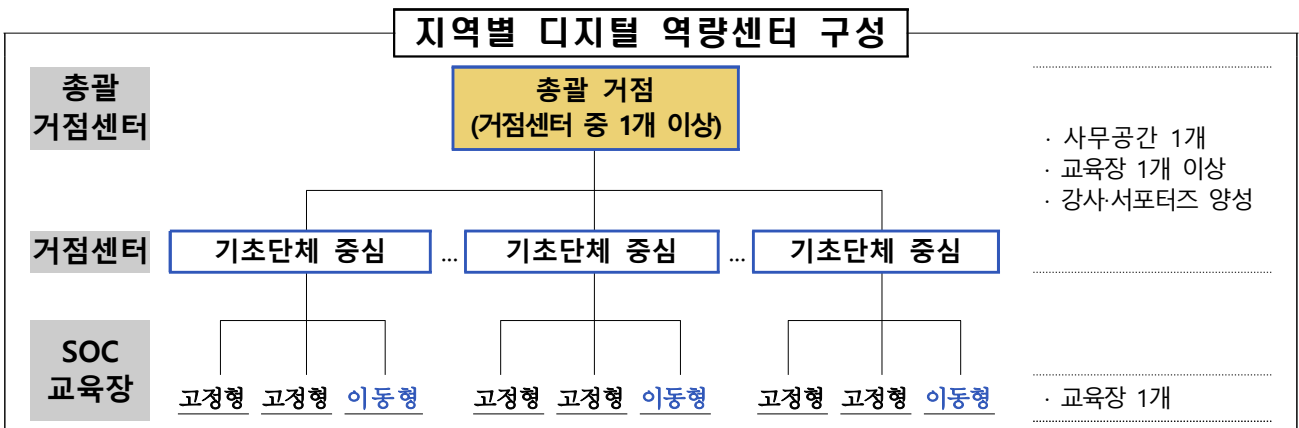 지역별 디지털 역량센터 구성
총괄
거점센터
총괄 거점
(거점센터 중 1개 이상)
· 사무공간 1개
· 교육장 1개 이상
· 강사·서포터즈 양성
거점센터
기초단체 중심 ... 기초단체 중심 ... 기초단체 중심
SOC
교육장
고정형 고정형 이동형 고정형 고정형 이동형 고정형 고정형 이동형
· 교육장 1개